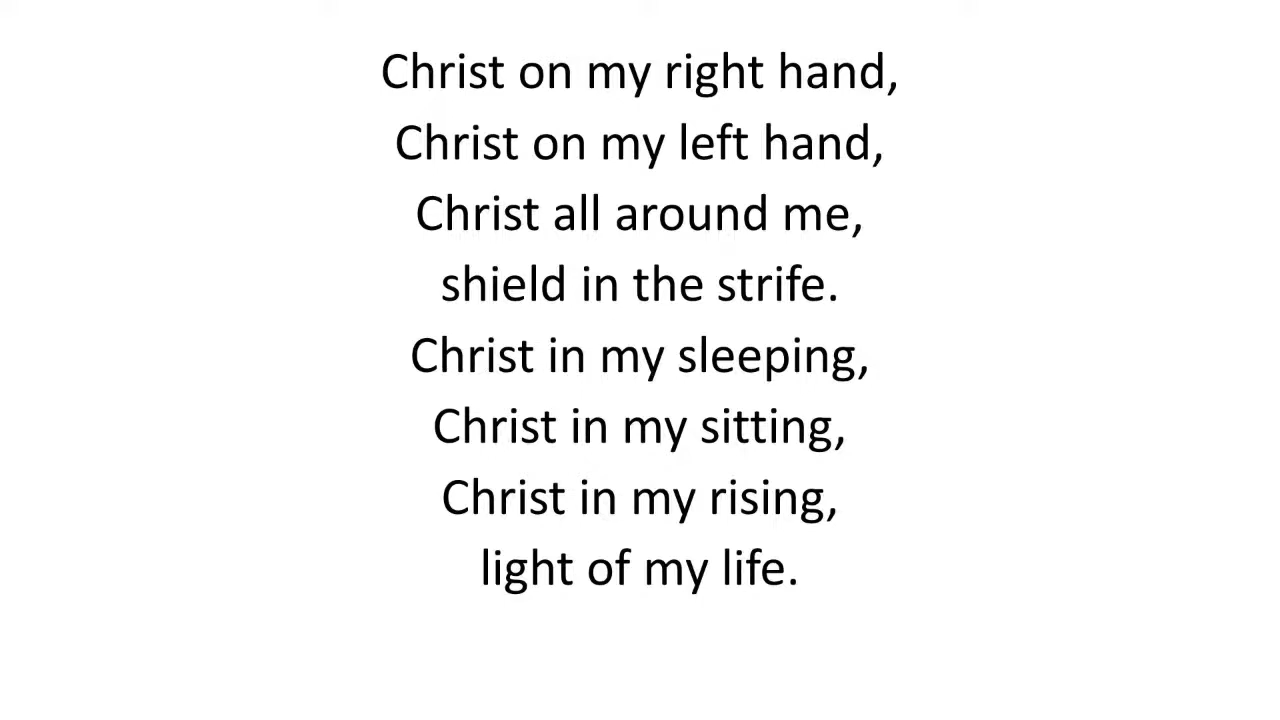 Christ on my right hand,
Christ on my left hand,
Christ all around me,
shield in the strife.
Christ in my sleeping,
Christ in my sitting,
Christ in my rising,
light of my life.